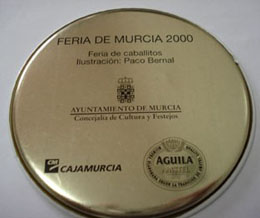 FERIA DE MURCIA 2000
Feria de caballitos
Ilustración: Paco Bernal
AYUNTAMIENTO DE MURCIA
Concejalía de Cultura y Festejos
CM
CAJAMURCIA
AGUILA